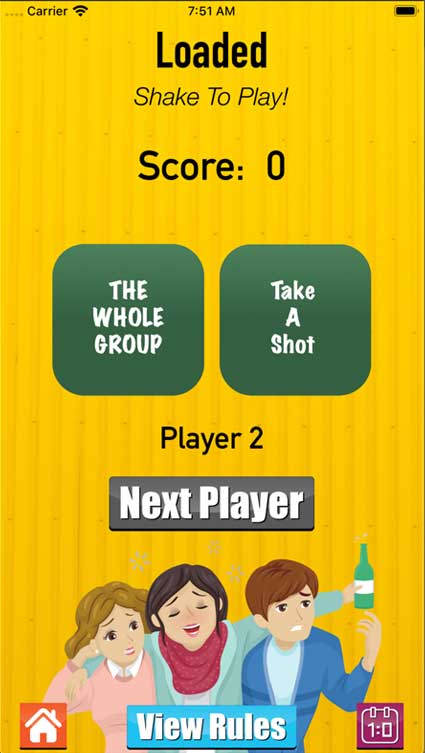 Carrier 7:51 AM
Loaded
Shake To Play!
Score: 0
THE
WHOLE
GROUP
Take
A
Shot
Player 2
Next Player
View Rules
1:0